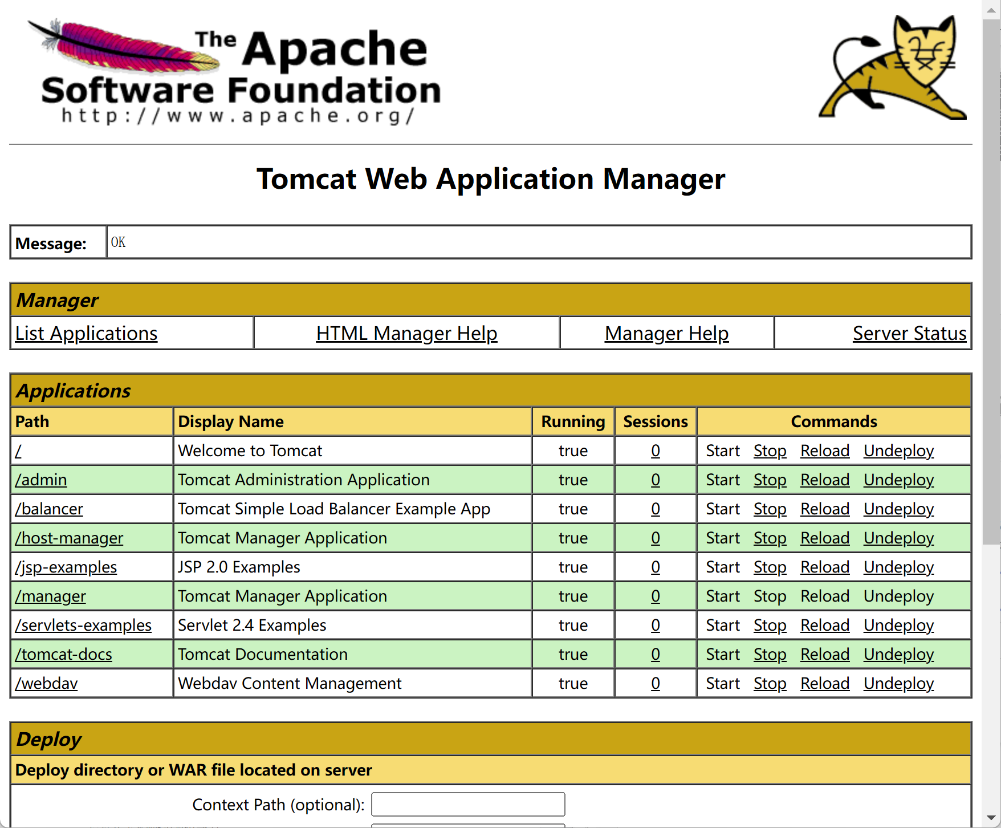 The Apache
Software Foundation
http://www.apache.org/
Tomcat Web Application Manager
Message: OK
Manager
List Applications HTML Manager Help Manager Help Server Status
Applications
Path Display Name Running Sessions Commands
/ Welcome to Tomcat true 0 Start Stop Reload Undeploy
/admin Tomcat Administration Application true 0 Start Stop Reload Undeploy
/balancer Tomcat Simple Load Balancer Example App true 0 Start Stop Reload Undeploy
/host-manager Tomcat Manager Application true 0 Start Stop Reload Undeploy
/jsp-examples JSP 2.0 Examples true 0 Start Stop Reload Undeploy
/manager Tomcat Manager Application true 0 Start Stop Reload Undeploy
/servlets-examples Servlet 2.4 Examples true 0 Start Stop Reload Undeploy
/tomcat-docs Tomcat Documentation true 0 Start Stop Reload Undeploy
/webdav Webdav Content Management true 0 Start Stop Reload Undeploy
Deploy
Deploy directory or WAR file located on server
Context Path (optional):